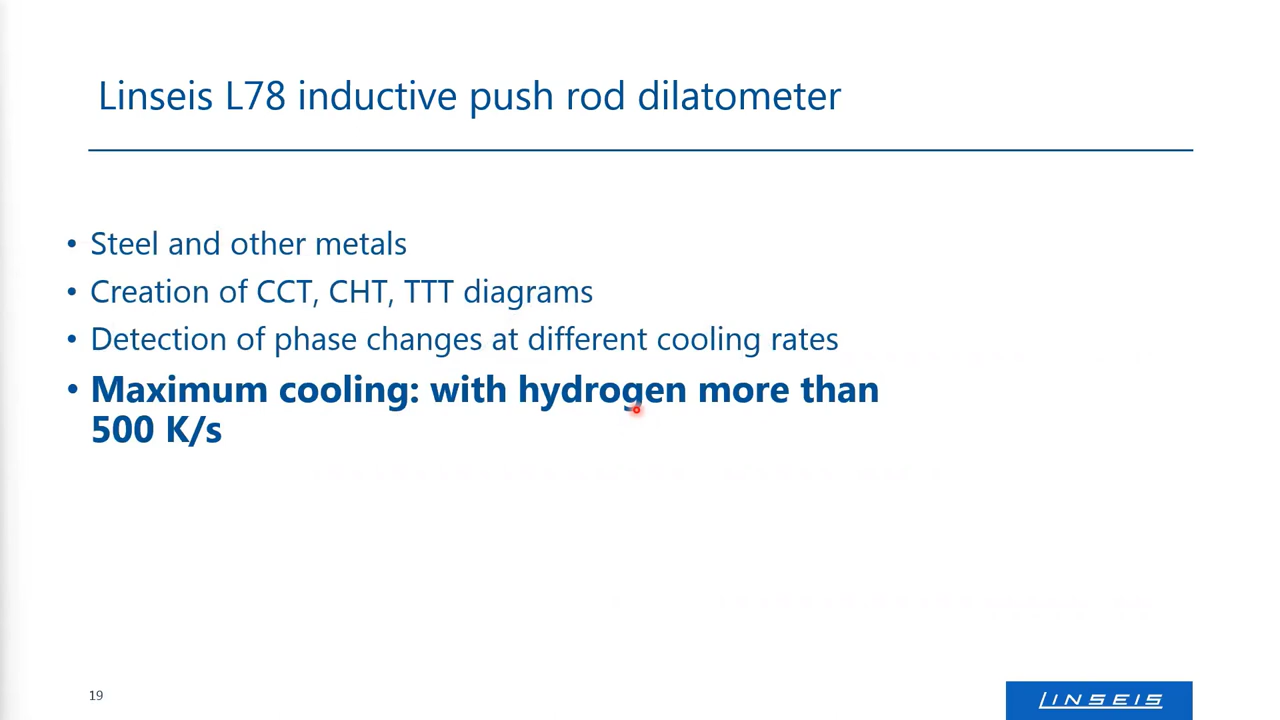 Linseis L78 inductive push rod dilatometer
• Steel and other metals
• Creation of CCT, CHT, TTT diagrams
• Detection of phase changes at different cooling rates
• Maximum cooling: with hydrogen more than
500 K/s
19
LINSEIS